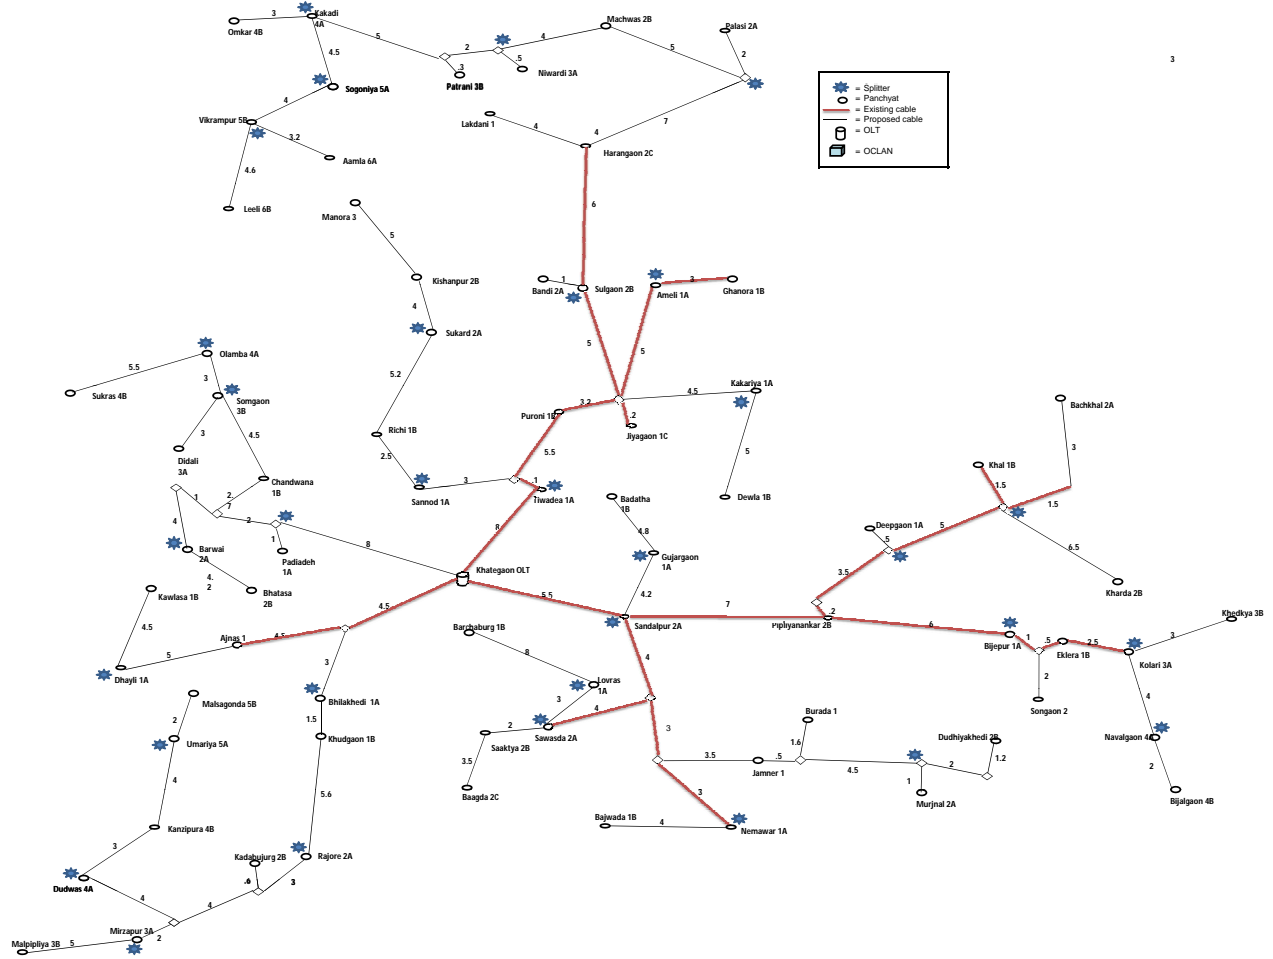 Kakadi
4A
3
Omkar 4B
5
4.5
2
4
Machwas 2B
Palasi 2A
5
2
.5
Niwardi 3A
.3
Patrani 3B
3
= Splitter
= Panchyat
= Existing cable
= Proposed cable
= OLT
= OCLAN
Sogoniya 5A
4
Vikrampur 5B
3.2
Aamla 6A
4.6
Leeli 6B
Lakdani 1
4
4
7
Harangaon 2C
6
Manora 3
5
Kishanpur 2B
4
Sukard 2A
5.2
Richi 1B
2.5
Sannod 1A
3
Bandi 2A
1
Sulgaon 2B
Ameli 1A
3
Ghanora 1B
5
5
Kakariya 1A
4.5
5
Dewla 1B
3.2
Puroni 1B
.2
Jiyagaon 1C
5.5
.1
Tiwadea 1A
8
Olamba 4A
5.5
Sukras 4B
3
Somgaon
3B
3
Didali
3A
4.5
Chandwana
1B
2.
7
1
4
2
1
Padiadeh
1A
8
Barwai
2A
4.
2
Bhatasa
2B
Khategaon OLT
Badatha
1B
4.8
Gujargaon
1A
4.2
5.5
Sandalpur 2A
7
Piplyanankar 2B
.2
3.5
Deepgaon 1A
.5
5
Khal 1B
1.5
1.5
3
Bachkhal 2A
6.5
Kharda 2B
6
Bijepur 1A
1
.5
Eklera 1B
2.5
Kolari 3A
3
Khedkya 3B
2
Songaon 2
4
Navalgaon 4A
2
Bijalgaon 4B
Kawlasa 1B
4.5
Dhayli 1A
5
Ajnas 1
4.5
4.5
3
Bhilakhedi 1A
1.5
Khudgaon 1B
5.6
Rajore 2A
3
Kadabujurg 2B
.6
4
Malsagonda 5B
2
Umariya 5A
4
Kanzipura 4B
3
Dudwas 4A
4
Mirzapur 3A
2
5
Malpipliya 3B
Barchaburg 1B
8
Lovras
1A
3
4
4
Sawasda 2A
2
Saaktya 2B
3.5
Baagda 2C
3
3.5
Jamner 1
.5
1.6
Burada 1
4.5
1
Murjnal 2A
2
1.2
Dudhiyakhedi 2B
3
Bajwada 1B
4
Nemawar 1A